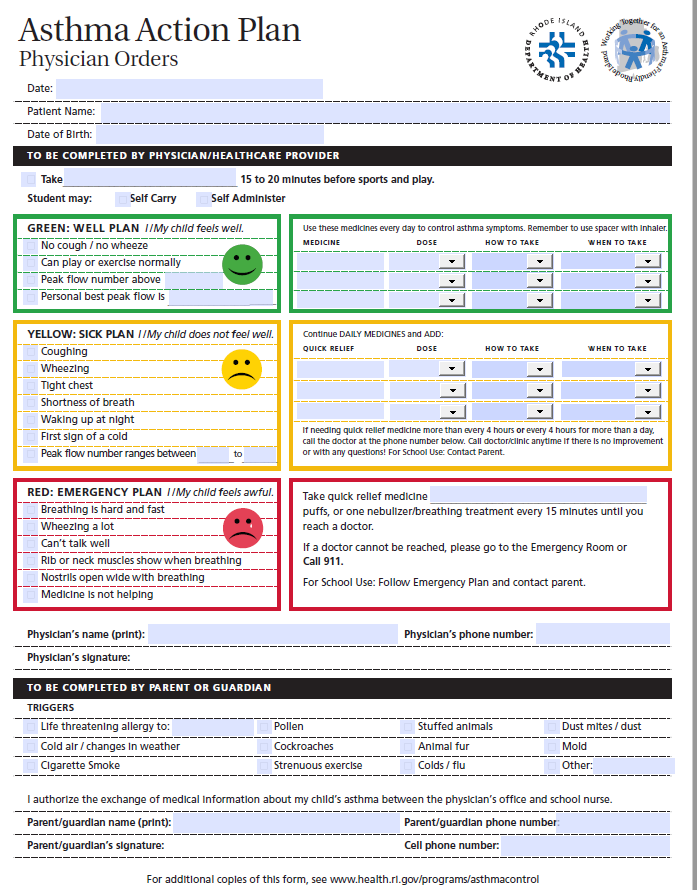 Asthma Action Plan
Physician Orders
RHODE ISLAND DEPARTMENT OF HEALTH
Working Together for an Asthma Friendly Rhode Island
Date:
Patient Name:
Date of Birth:
TO BE COMPLETED BY PHYSICIAN/HEALTHCARE PROVIDER
Take 15 to 20 minutes before sports and play.
Student may: Self Carry Self Administer
GREEN: WELL PLAN //My child feels well.
No cough / no wheeze
Can play or exercise normally
Peak flow number above
Personal best peak flow is
Use these medicines every day to control asthma symptoms. Remember to use spacer with inhaler.
MEDICINE DOSE HOW TO TAKE WHEN TO TAKE
YELLOW: SICK PLAN //My child does not feel well.
Coughing
Wheezing
Tight chest
Shortness of breath
Waking up at night
First sign of a cold
Peak flow number ranges between to
Continue DAILY MEDICINES and ADD:
QUICK RELIEF DOSE HOW TO TAKE WHEN TO TAKE
If needing quick relief medicine more than every 4 hours or every 4 hours for more than a day,
call the doctor at the phone number below. Call doctor/clinic anytime if there is no improvement
or with any questions! For School Use: Contact Parent.
RED: EMERGENCY PLAN //My child feels awful.
Breathing is hard and fast
Wheezing a lot
Can't talk well
Rib or neck muscles show when breathing
Nostrils open wide with breathing
Medicine is not helping
Take quick relief medicine
puffs, or one nebulizer/breathing treatment every 15 minutes until you
reach a doctor.
If a doctor cannot be reached, please go to the Emergency Room or
Call 911.
For School Use: Follow Emergency Plan and contact parent.
Physician's name (print): Physician's phone number:
Physician's signature:
TO BE COMPLETED BY PARENT OR GUARDIAN
TRIGGERS
Life threatening allergy to: Pollen Stuffed animals Dust mites / dust
Cold air / changes in weather Cockroaches Animal fur Mold
Cigarette Smoke Strenuous exercise Colds / flu Other:
I authorize the exchange of medical information about my child's asthma between the physician's office and school nurse.
Parent/guardian name (print): Parent/guardian phone number:
Parent/guardian's signature: Cell phone number:
For additional copies of this form, see www.health.ri.gov/programs/asthmacontrol